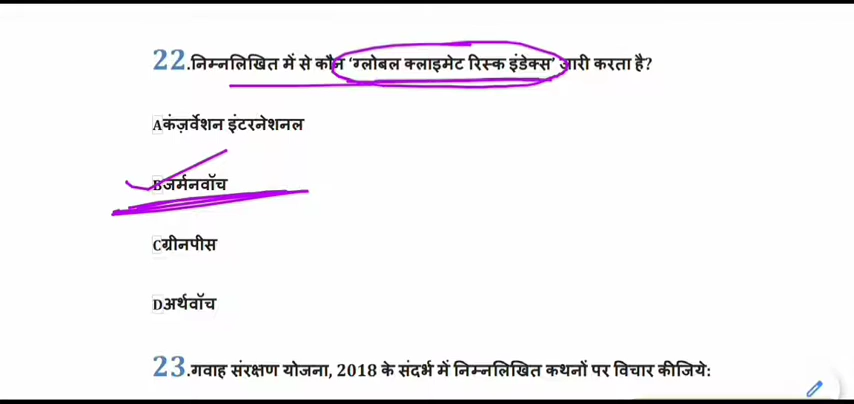 22.निम्नलिखित में से कौन ‘ग्लोबल क्लाइमेट रिस्क इंडेक्स’ जारी करता है?
Aकंज़र्वेशन इंटरनेशनल
Bजर्मनवॉच
Cग्रीनपीस
Dअर्थवॉच
23.गवाह संरक्षण योजना, 2018 के संदर्भ में निम्नलिखित कथनों पर विचार कीजिये: